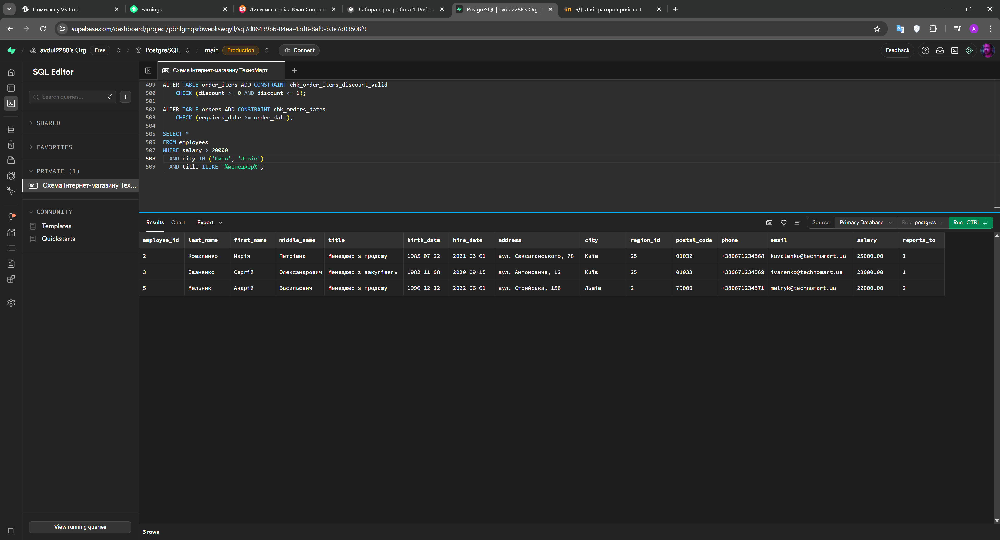 Помилка у VS Code
Earnings
Дивитись серіал Клан Сопран
Лабораторна робота 1. Робот
PostgreSQL | avdul2288's Org |
БД: Лабораторна робота 1
supabase.com/dashboard/project/pbhlgmqsrbweokswqyll/sql/d06439b6-84ea-43d8-8af9-b3e7d03508f9
A
avdul2288's Org Free / PostgreSQL / main Production Connect
Feedback
SQL Editor
Search queries...
SHARED
FAVORITES
PRIVATE (1)
SQL Схема інтернет-магазину Тех...
COMMUNITY
Templates
Quickstarts
View running queries
SQL Схема інтернет-магазину ТехноМарт
499 ALTER TABLE order_items ADD CONSTRAINT chk_order_items_discount_valid
500 CHECK (discount >= 0 AND discount <= 1);
501
502 ALTER TABLE orders ADD CONSTRAINT chk_orders_dates
503 CHECK (required_date >= order_date);
504
505 SELECT *
506 FROM employees
507 WHERE salary > 20000
508 AND city IN ('Київ', 'Львів')
509 AND title ILIKE '%менеджер%';
Results Chart Export
Source Primary Database Role postgres Run CTRL
employee_id last_name first_name middle_name title birth_date hire_date address city region_id postal_code phone email salary reports_to
2 Коваленко Марія Петрівна Менеджер з продажу 1985-07-22 2021-03-01 вул. Саксаганського, 78 Київ 25 01032 +380671234568 kovalenko@technomart.ua 25000.00 1
3 Іваненко Сергій Олександрович Менеджер з закупівель 1982-11-08 2020-09-15 вул. Антоновича, 12 Київ 25 01033 +380671234569 ivanenko@technomart.ua 28000.00 1
5 Мельник Андрій Васильович Менеджер з продажу 1990-12-12 2022-06-01 вул. Стрийська, 156 Львів 2 79000 +380671234571 melnyk@technomart.ua 22000.00 2
3 rows